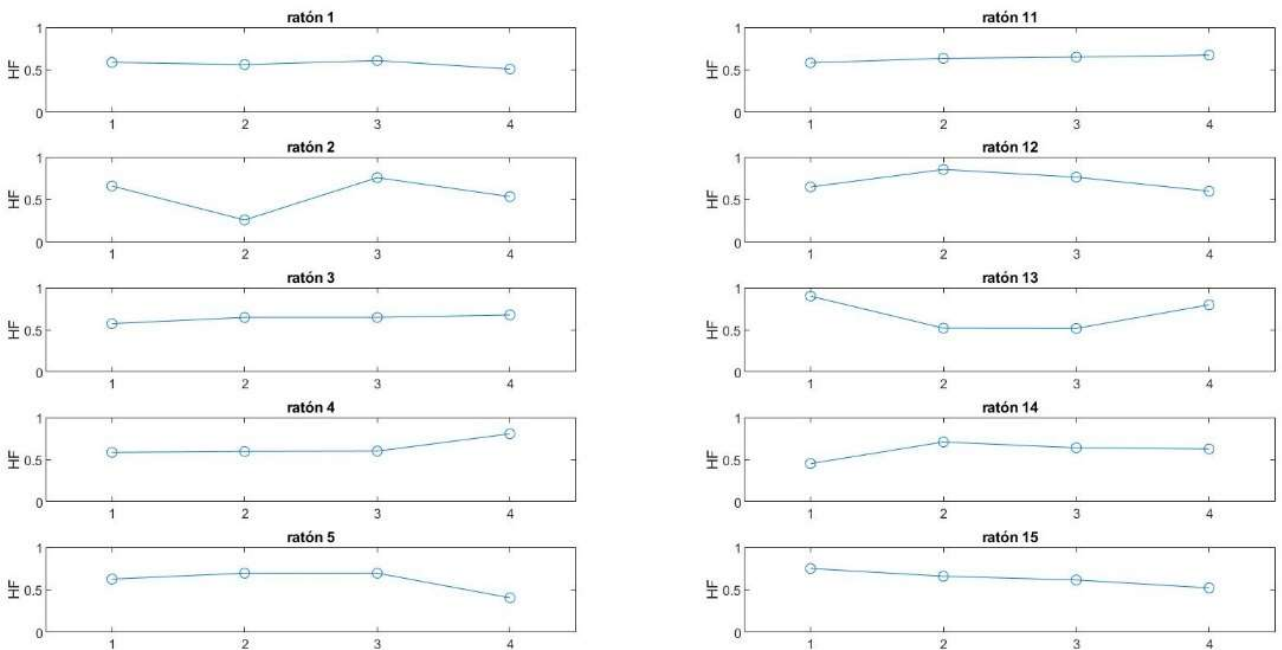 ratón 1
1
HF
0.5
0
1 2 3 4
ratón 2
1
HF
0.5
0
1 2 3 4
ratón 3
1
HF
0.5
0
1 2 3 4
ratón 4
1
HF
0.5
0
1 2 3 4
ratón 5
1
HF
0.5
0
1 2 3 4
ratón 11
1
HF
0.5
0
1 2 3 4
ratón 12
1
HF
0.5
0
1 2 3 4
ratón 13
1
HF
0.5
0
1 2 3 4
ratón 14
1
HF
0.5
0
1 2 3 4
ratón 15
1
HF
0.5
0
1 2 3 4